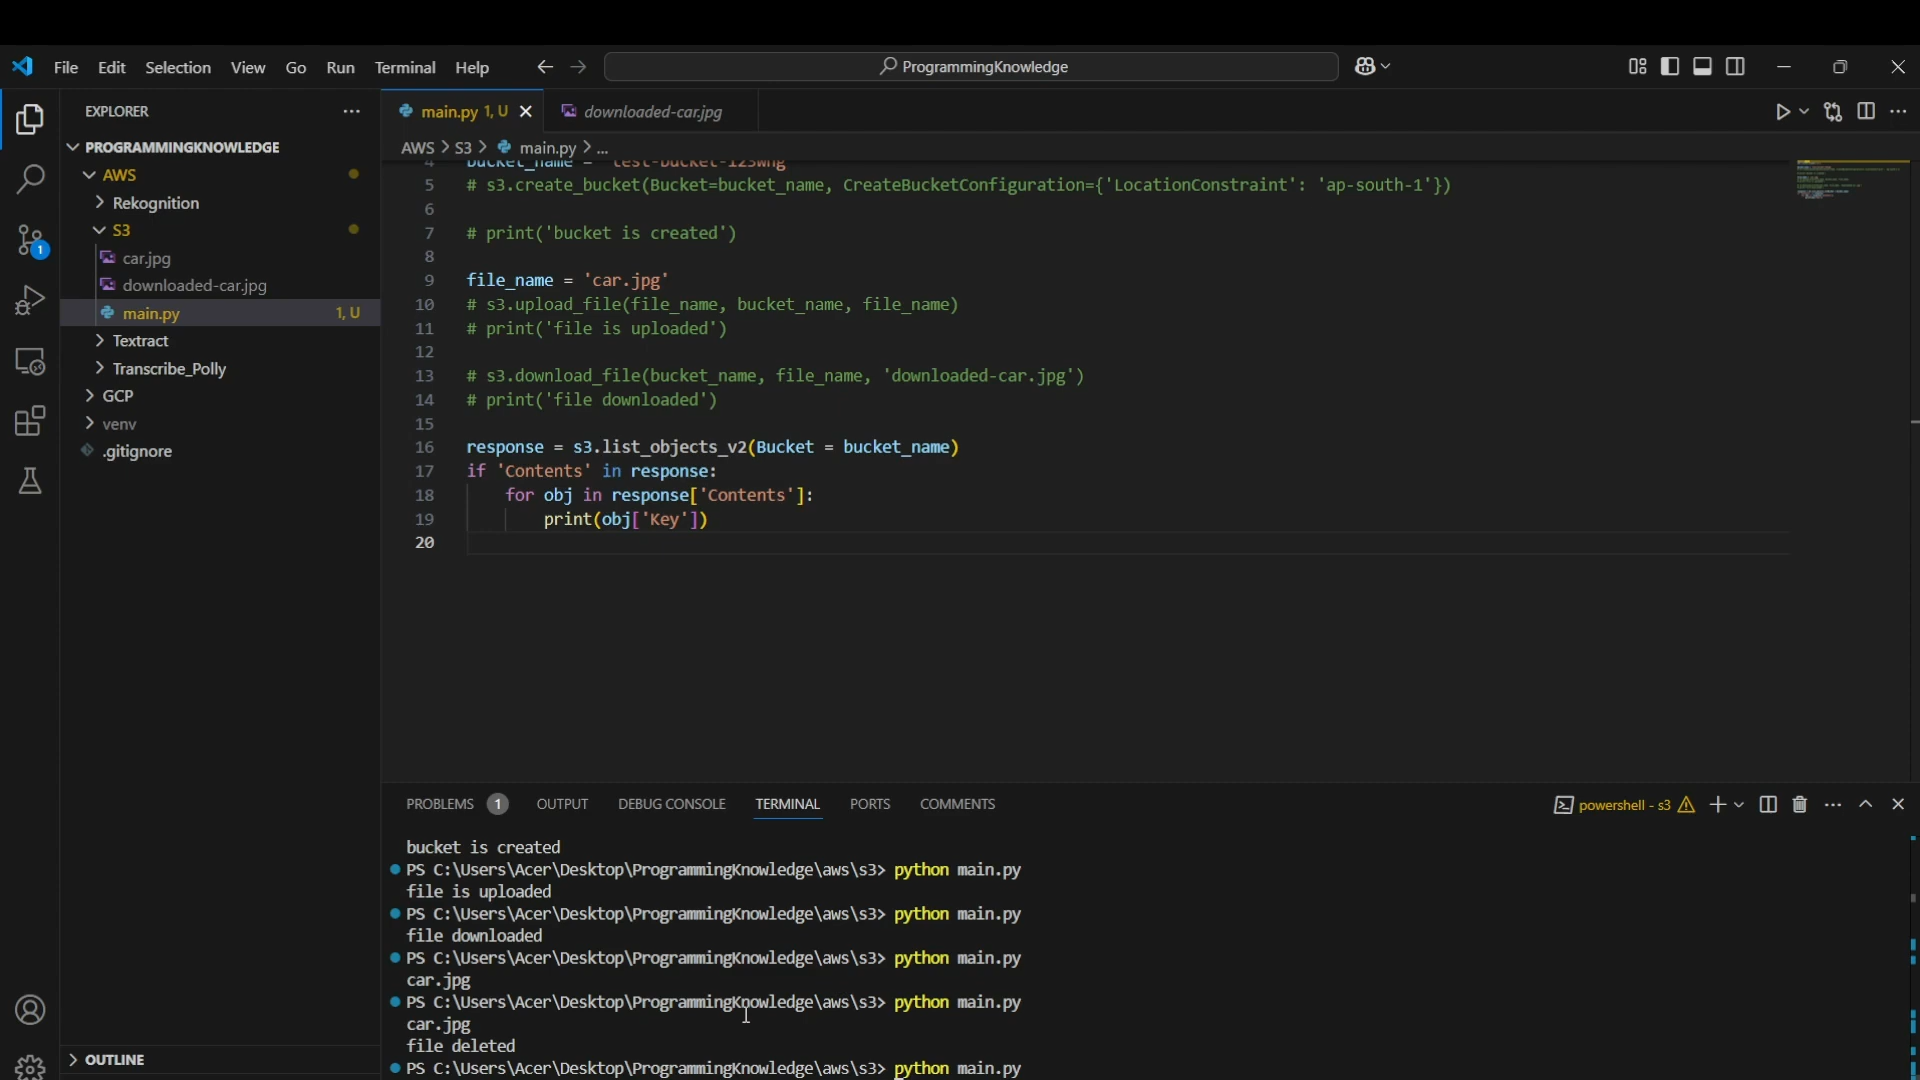 File Edit Selection View Go Run Terminal Help
ProgrammingKnowledge
EXPLORER
PROGRAMMINGKNOWLEDGE
AWS
Rekognition
S3
car.jpg
downloaded-car.jpg
main.py 1, U
Textract
Transcribe_Polly
GCP
venv
.gitignore
OUTLINE
1
main.py 1, U
downloaded-car.jpg
AWS > S3 > main.py > ...
4 bucket_name = 'test-bucket-123wng'
5 # s3.create_bucket(Bucket=bucket_name, CreateBucketConfiguration={'LocationConstraint': 'ap-south-1'})
6
7 # print('bucket is created')
8
9 file_name = 'car.jpg'
10 # s3.upload_file(file_name, bucket_name, file_name)
11 # print('file is uploaded')
12
13 # s3.download_file(bucket_name, file_name, 'downloaded-car.jpg')
14 # print('file downloaded')
15
16 response = s3.list_objects_v2(Bucket = bucket_name)
17 if 'Contents' in response:
18 for obj in response['Contents']:
19 print(obj['Key'])
20
PROBLEMS 1 OUTPUT DEBUG CONSOLE TERMINAL PORTS COMMENTS
powershell - s3
bucket is created
PS C:\Users\Acer\Desktop\ProgrammingKnowledge\aws\s3> python main.py
file is uploaded
PS C:\Users\Acer\Desktop\ProgrammingKnowledge\aws\s3> python main.py
file downloaded
PS C:\Users\Acer\Desktop\ProgrammingKnowledge\aws\s3> python main.py
car.jpg
PS C:\Users\Acer\Desktop\ProgrammingKnowledge\aws\s3> python main.py
car.jpg
file deleted
PS C:\Users\Acer\Desktop\ProgrammingKnowledge\aws\s3> python main.py